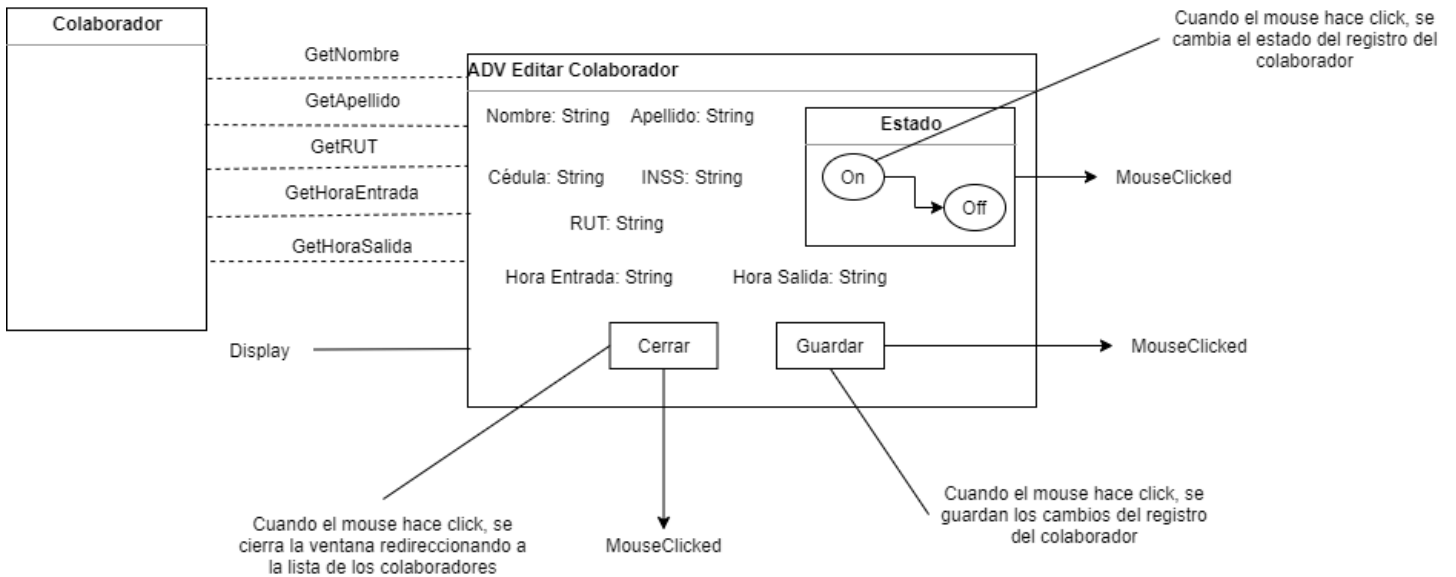 Colaborador
GetNombre
GetApellido
GetRUT
GetHoraEntrada
GetHoraSalida
Display
ADV Editar Colaborador
Nombre: String Apellido: String
Cédula: String INSS: String
RUT: String
Hora Entrada: String Hora Salida: String
Estado
On
Off
Cerrar
Guardar
Cuando el mouse hace click, se
cambia el estado del registro del
colaborador
MouseClicked
MouseClicked
Cuando el mouse hace click, se
cierra la ventana redireccionando a
la lista de los colaboradores
MouseClicked
Cuando el mouse hace click, se
guardan los cambios del registro
del colaborador